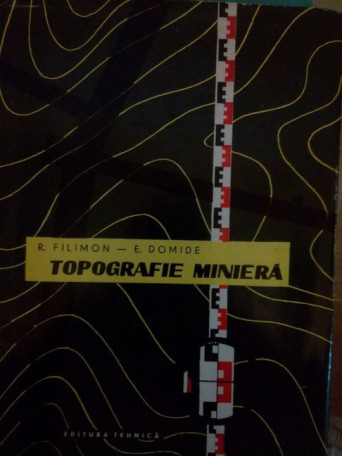 R. FILIMON — E. DOMIDE
TOPOGRAFIE MINIERĂ
EDITURA TEHNICĂ